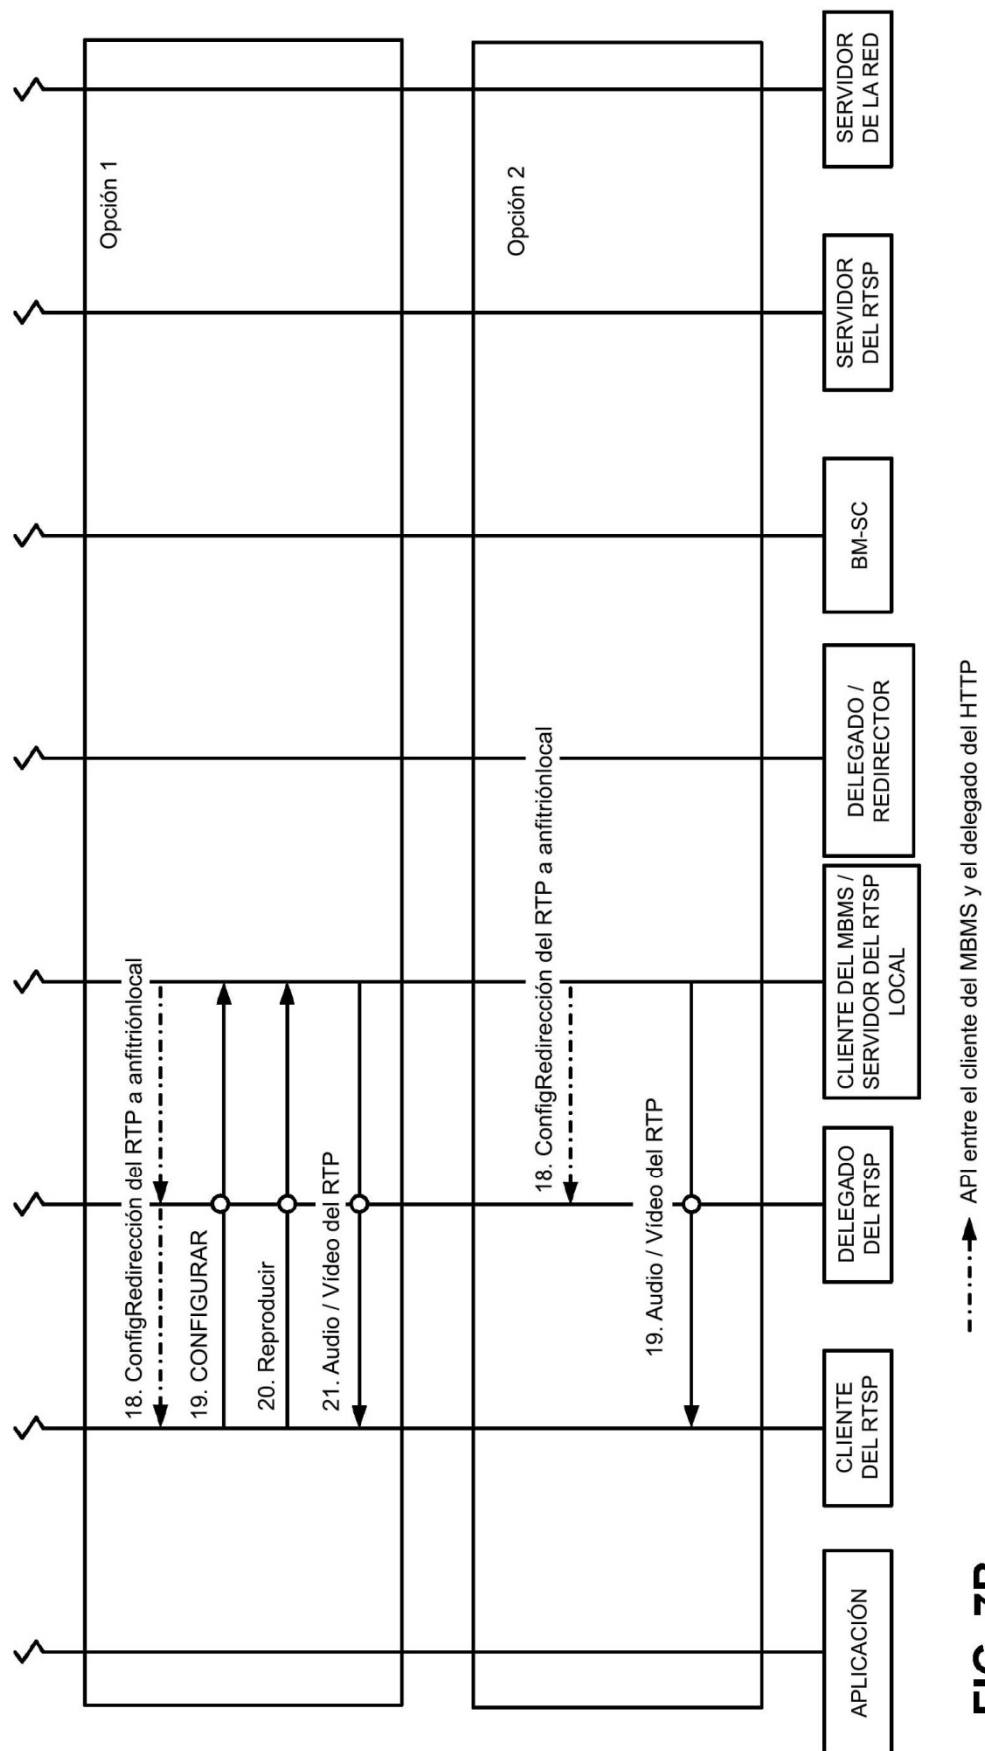 Opción 1
18. ConfigRedirección del RTP a anfitriónlocal
19. CONFIGURAR
20. Reproducir
21. Audio / Vídeo del RTP
Opción 2
18. ConfigRedirección del RTP a anfitriónlocal
19. Audio / Vídeo del RTP
APLICACIÓN
CLIENTE
DEL RTSP
DELEGADO
DEL RTSP
CLIENTE DEL MBMS /
SERVIDOR DEL RTSP
LOCAL
DELEGADO /
REDIRECTOR
BM-SC
SERVIDOR
DEL RTSP
SERVIDOR
DE LA RED
API entre el cliente del MBMS y el delegado del HTTP